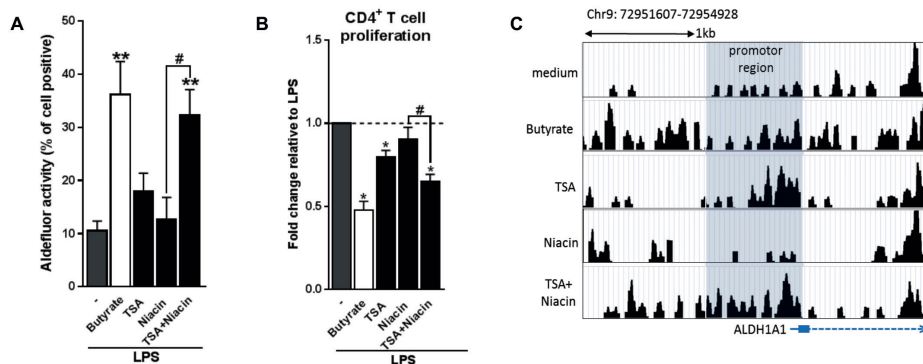 A
Aldefluor activity (% of cell positive)
50
40
30
20
10
0
**
#
**
-
Butyrate
TSA
Niacin
TSA+Niacin
LPS
B
CD4+ T cell
proliferation
Fold change relative to LPS
1.5
1.0
0.5
0.0
*
*
#
*
-
Butyrate
TSA
Niacin
TSA+Niacin
LPS
C
Chr9: 72951607-72954928
1kb
promotor
region
medium
Butyrate
TSA
Niacin
TSA+
Niacin
ALDH1A1